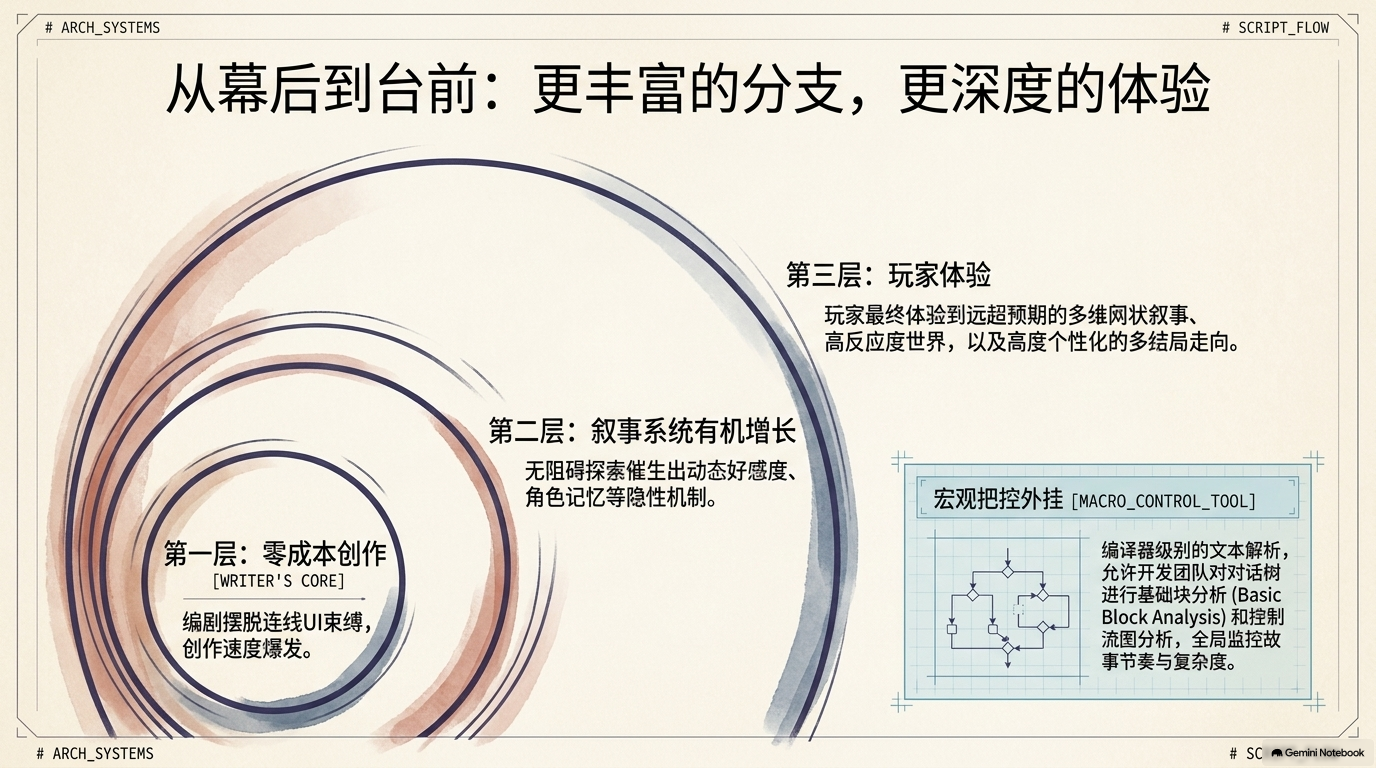 # ARCH_SYSTEMS
# SCRIPT_FLOW
从幕后到台前：更丰富的分支，更深度的体验
第三层：玩家体验
玩家最终体验到远超预期的多维网状叙事、
高反应度世界，以及高度个性化的多结局走向。
第二层：叙事系统有机增长
无阻碍探索催生出动态好感度、
角色记忆等隐性机制。
第一层：零成本创作
[WRITER'S CORE]
编剧摆脱连线UI束缚，
创作速度爆发。
宏观把控外挂 [MACRO_CONTROL_TOOL]
编译器级别的文本解析，
允许开发团队对对话树
进行基础块分析 (Basic
Block Analysis) 和控制
流图分析，全局监控故
事节奏与复杂度。
# ARCH_SYSTEMS
# SC
Gemini Notebook